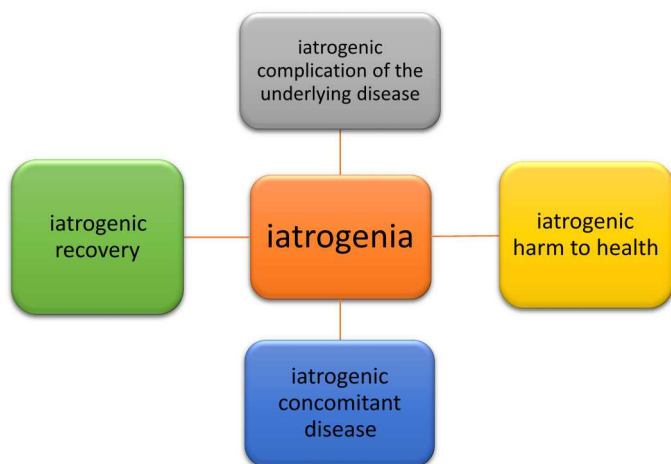 iatrogenic
complication of the
underlying disease
iatrogenic
recovery
iatrogenia
iatrogenic
harm to health
iatrogenic
concomitant
disease